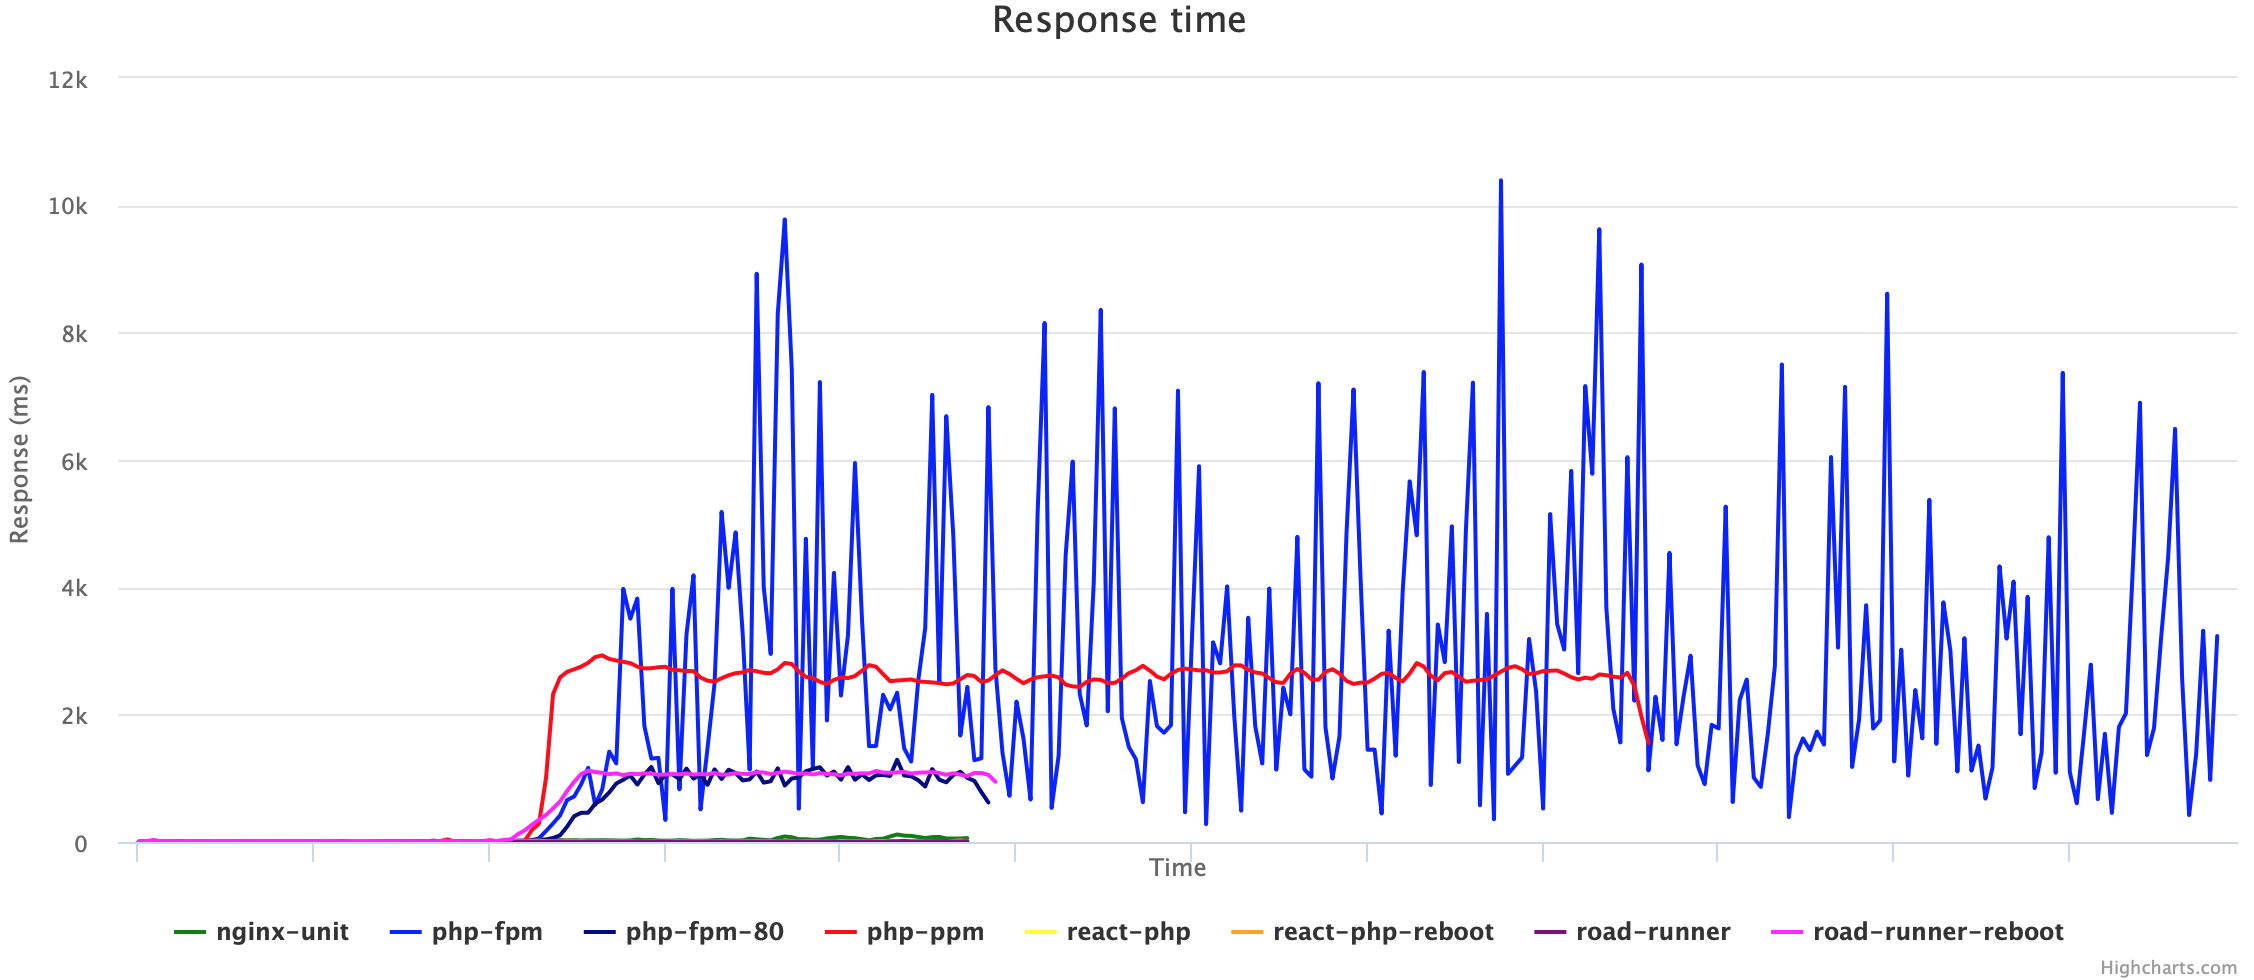 Response time
12k
10k
8k
6k
4k
2k
0
Response (ms)
Time
nginx-unit php-fpm php-fpm-80 php-ppm react-php react-php-reboot road-runner road-runner-reboot
Highcharts.com